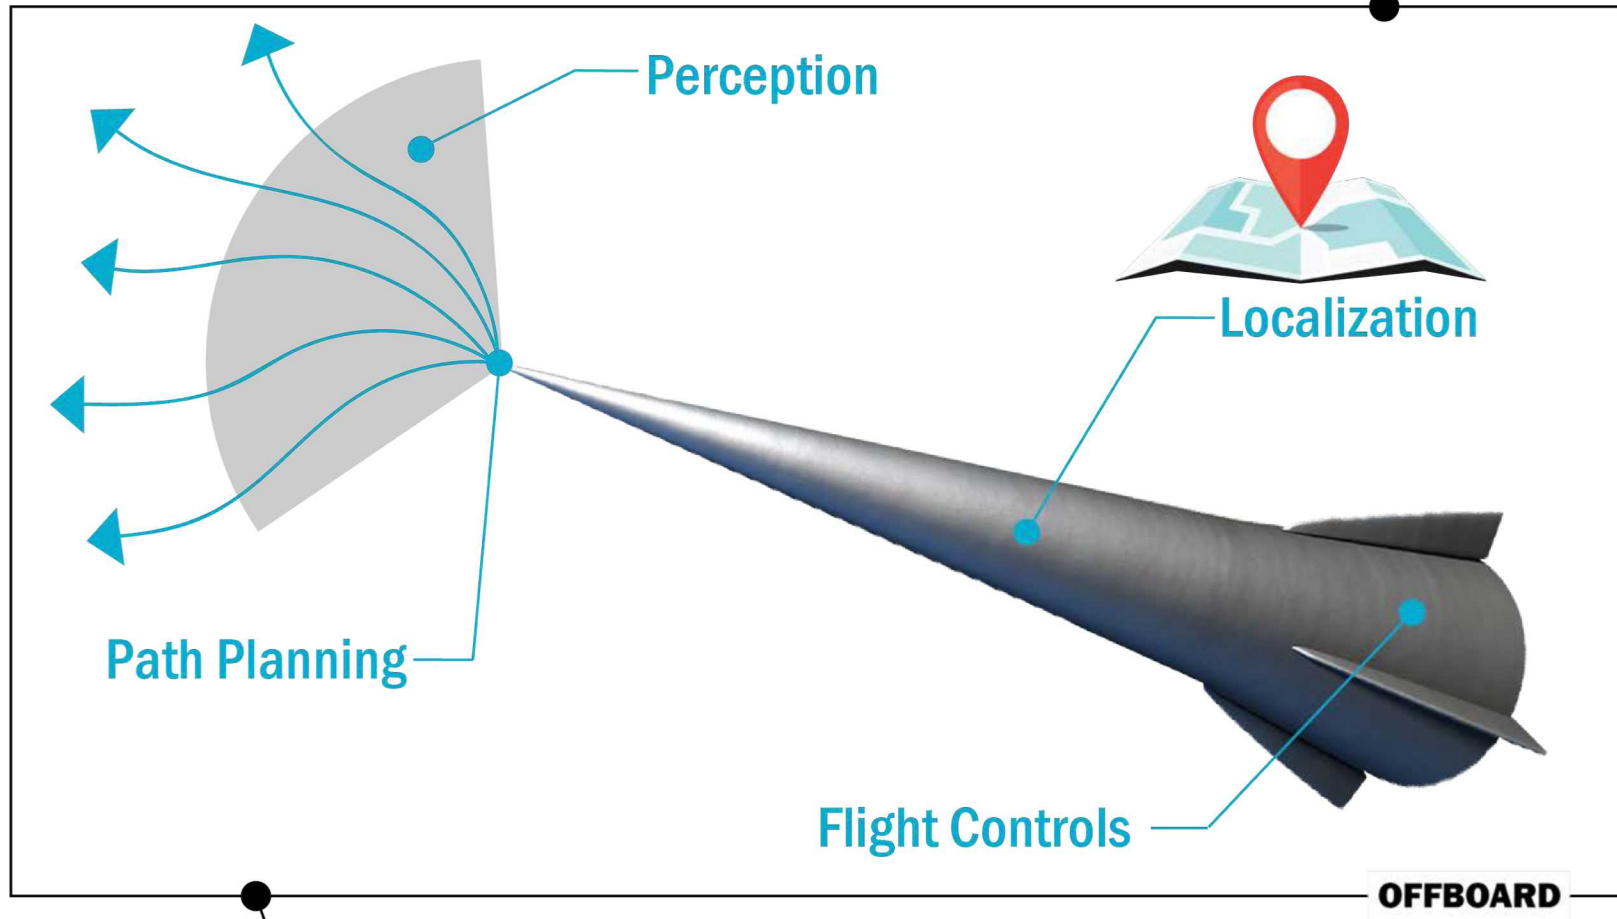 Perception
Localization
Path Planning
Flight Controls
OFFBOARD